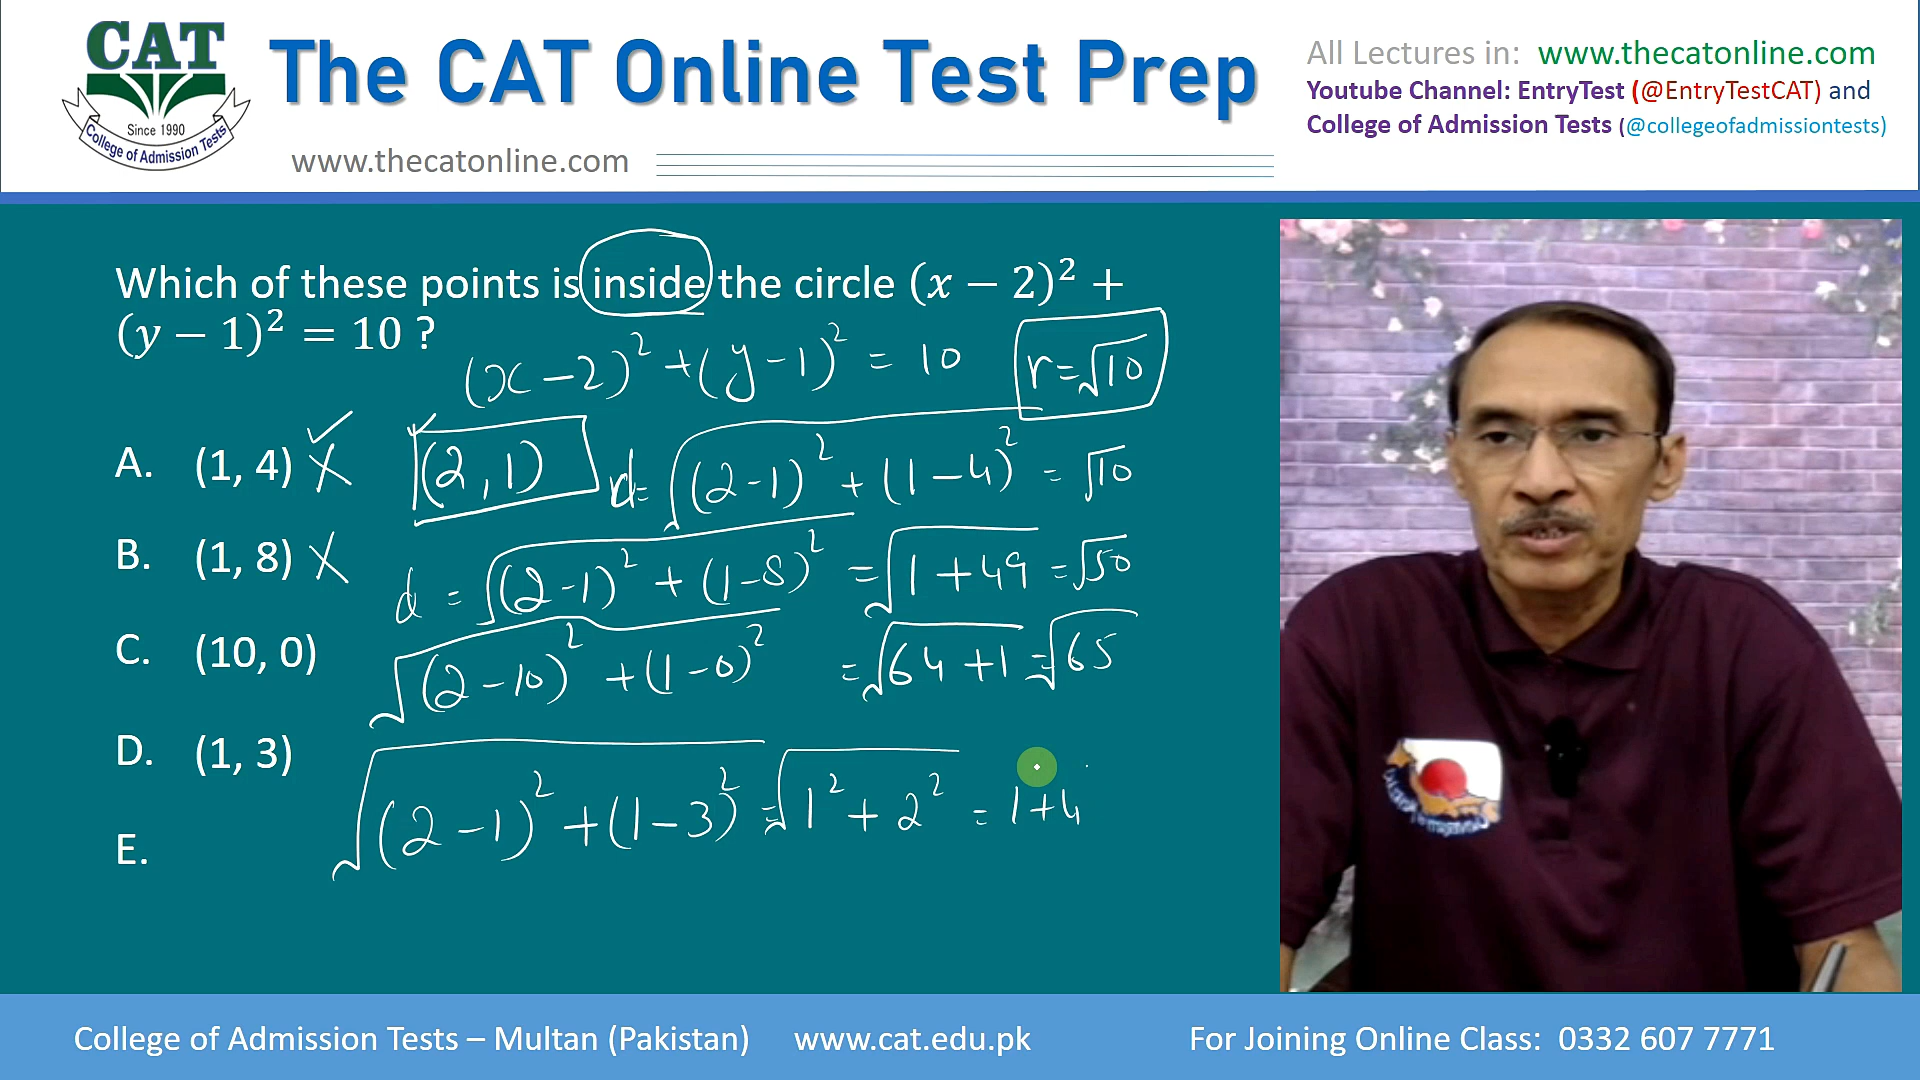 CAT
Since 1990
College of Admission Tests
The CAT Online Test Prep
www.thecatonline.com
All Lectures in: www.thecatonline.com
Youtube Channel: EntryTest (@EntryTestCAT) and
College of Admission Tests (@collegeofadmissiontests)
Which of these points is inside the circle (x − 2)² +
(y − 1)² = 10 ?
(x − 2)² + (y − 1)² = 10 r = √10
A. (1, 4) (2, 1) d = √(2-1)² + (1-4)² = √10
B. (1, 8) d = √(2-1)² + (1-8)² = √1+49 = √50
C. (10, 0) √(2-10)² + (1-0)² = √64+1 = √65
D. (1, 3) √(2-1)² + (1-3)² = √1² + 2² = 1+4
E.
College of Admission Tests – Multan (Pakistan) www.cat.edu.pk For Joining Online Class: 0332 607 7771